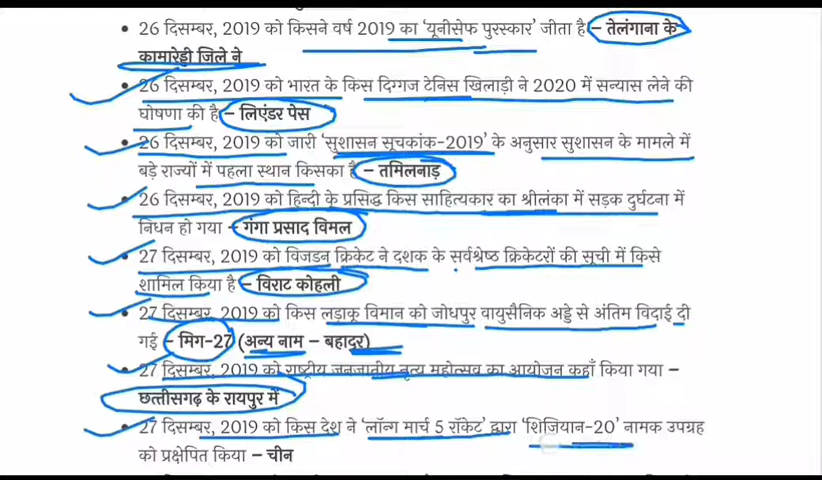 • 26 दिसम्बर, 2019 को किसने वर्ष 2019 का ‘यूनीसेफ पुरस्कार’ जीता है – तेलंगाना के
कामारेड्डी जिले ने
• 26 दिसम्बर, 2019 को भारत के किस दिग्गज टेनिस खिलाड़ी ने 2020 में सन्यास लेने की
घोषणा की है – लिएंडर पेस
• 26 दिसम्बर, 2019 को जारी ‘सुशासन सूचकांक-2019’ के अनुसार सुशासन के मामले में
बड़े राज्यों में पहला स्थान किसका है – तमिलनाडु
• 26 दिसम्बर, 2019 को हिन्दी के प्रसिद्ध किस साहित्यकार का श्रीलंका में सड़क दुर्घटना में
निधन हो गया – गंगा प्रसाद विमल
• 27 दिसम्बर, 2019 को विजडन क्रिकेट ने दशक के सर्वश्रेष्ठ क्रिकेटरों की सूची में किसे
शामिल किया है – विराट कोहली
• 27 दिसम्बर, 2019 को किस लड़ाकू विमान को जोधपुर वायुसैनिक अड्डे से अंतिम विदाई दी
गई – मिग-27 (अन्य नाम – बहादुर)
• 27 दिसम्बर, 2019 को राष्ट्रीय जनजातीय नृत्य महोत्सव का आयोजन कहाँ किया गया –
छत्तीसगढ़ के रायपुर में
• 27 दिसम्बर, 2019 को किस देश ने ‘लॉन्ग मार्च 5 रॉकेट’ द्वारा ‘शिजियान-20’ नामक उपग्रह
को प्रक्षेपित किया – चीन